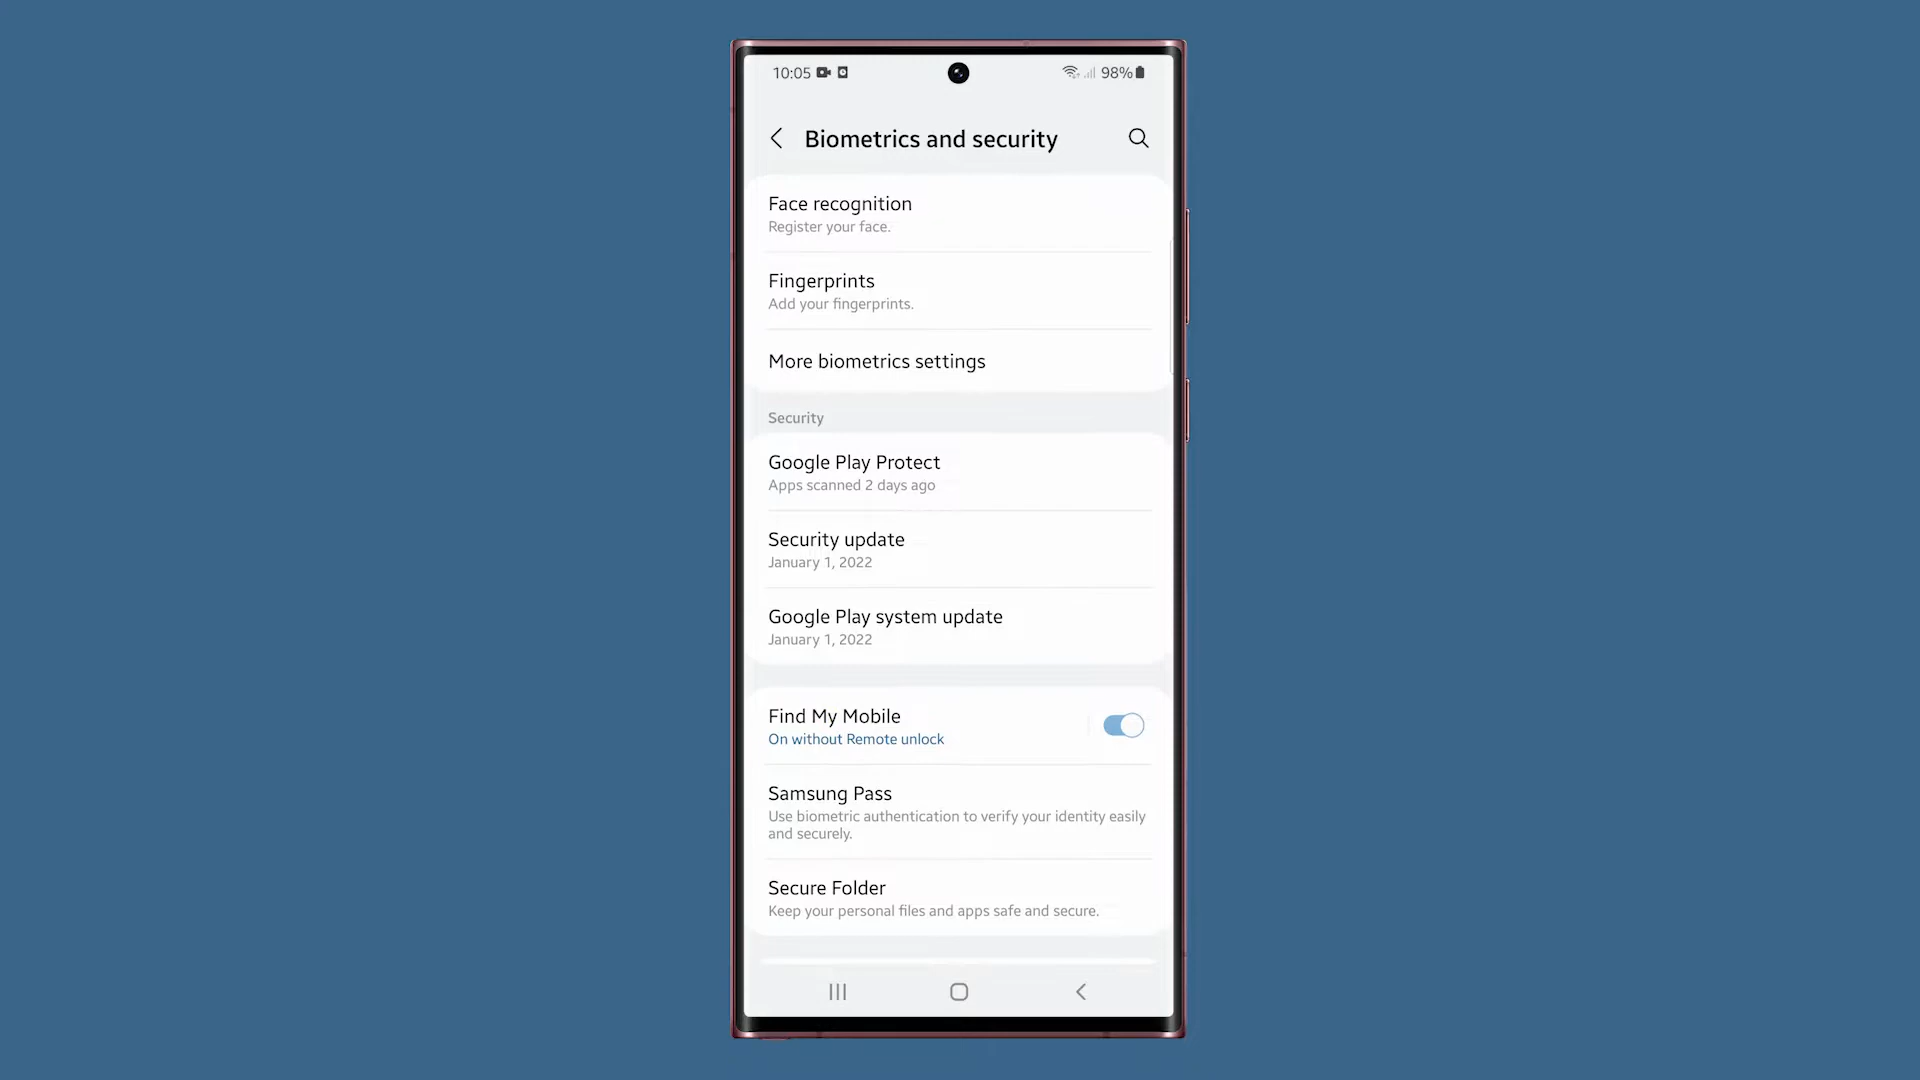 10:05
98%
Biometrics and security
Face recognition
Register your face.
Fingerprints
Add your fingerprints.
More biometrics settings
Security
Google Play Protect
Apps scanned 2 days ago
Security update
January 1, 2022
Google Play system update
January 1, 2022
Find My Mobile
On without Remote unlock
Samsung Pass
Use biometric authentication to verify your identity easily
and securely.
Secure Folder
Keep your personal files and apps safe and secure.